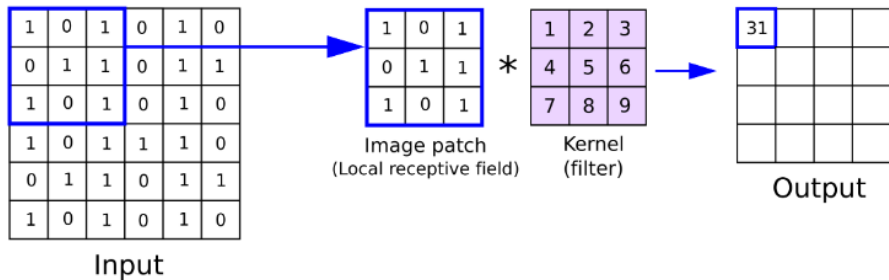 1 0 1 0 1 0
0 1 1 0 1 1
1 0 1 0 1 0
1 0 1 1 1 0
0 1 1 0 1 1
1 0 1 0 1 0
Input
1 0 1
0 1 1
1 0 1
Image patch
(Local receptive field)
*
1 2 3
4 5 6
7 8 9
Kernel
(filter)
31
Output